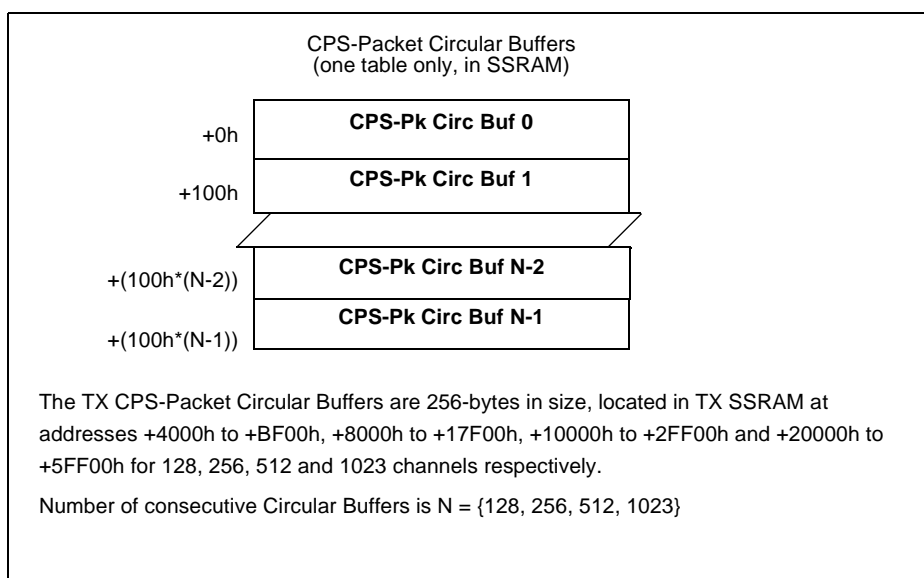 CPS-Packet Circular Buffers
(one table only, in SSRAM)
+0h
CPS-Pk Circ Buf 0
+100h
CPS-Pk Circ Buf 1
+(100h*(N-2))
CPS-Pk Circ Buf N-2
+(100h*(N-1))
CPS-Pk Circ Buf N-1
The TX CPS-Packet Circular Buffers are 256-bytes in size, located in TX SSRAM at
addresses +4000h to +BF00h, +8000h to +17F00h, +10000h to +2FF00h and +20000h to
+5FF00h for 128, 256, 512 and 1023 channels respectively.
Number of consecutive Circular Buffers is N = {128, 256, 512, 1023}